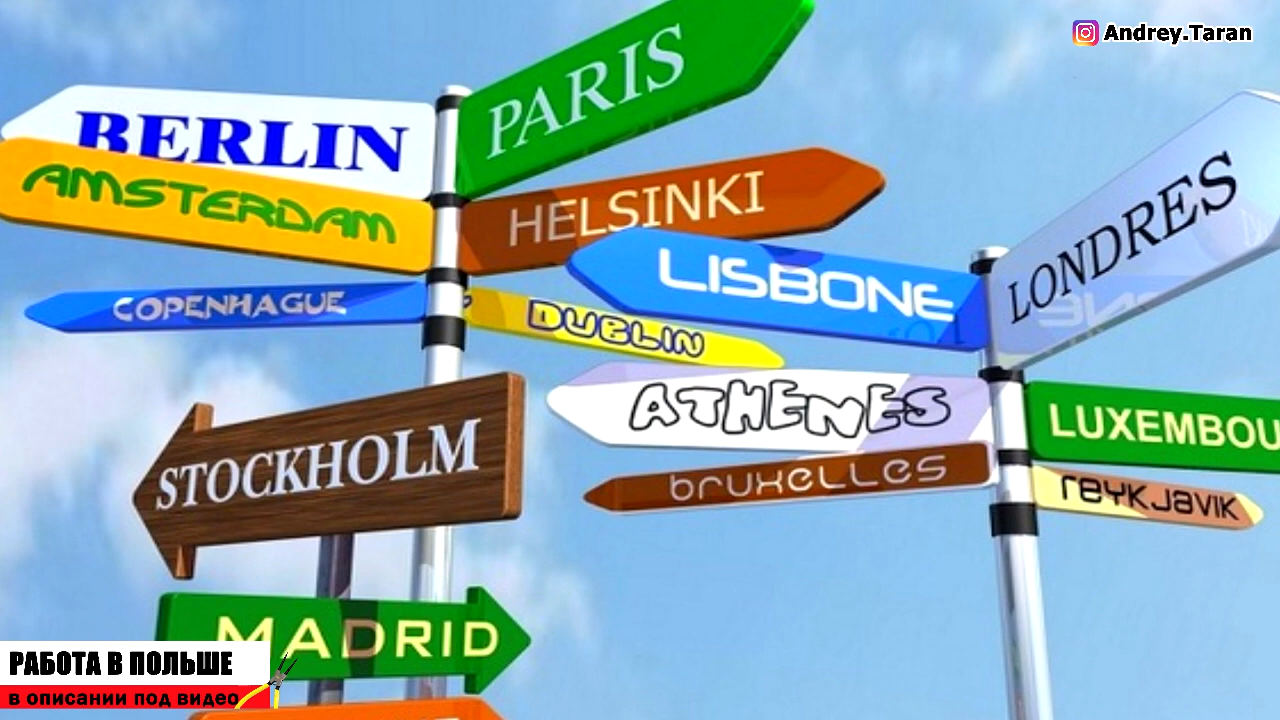 Andrey.Taran
PARIS
BERLIN
AMSTERDAM
HELSINKI
LONDRES
LISBONE
COPENHAGUE
DUBLIN
ATHENES
LUXEMBOU
STOCKHOLM
bruxelles
reykjavik
MADRID
РАБОТА В ПОЛЬШЕ
в описании под видео